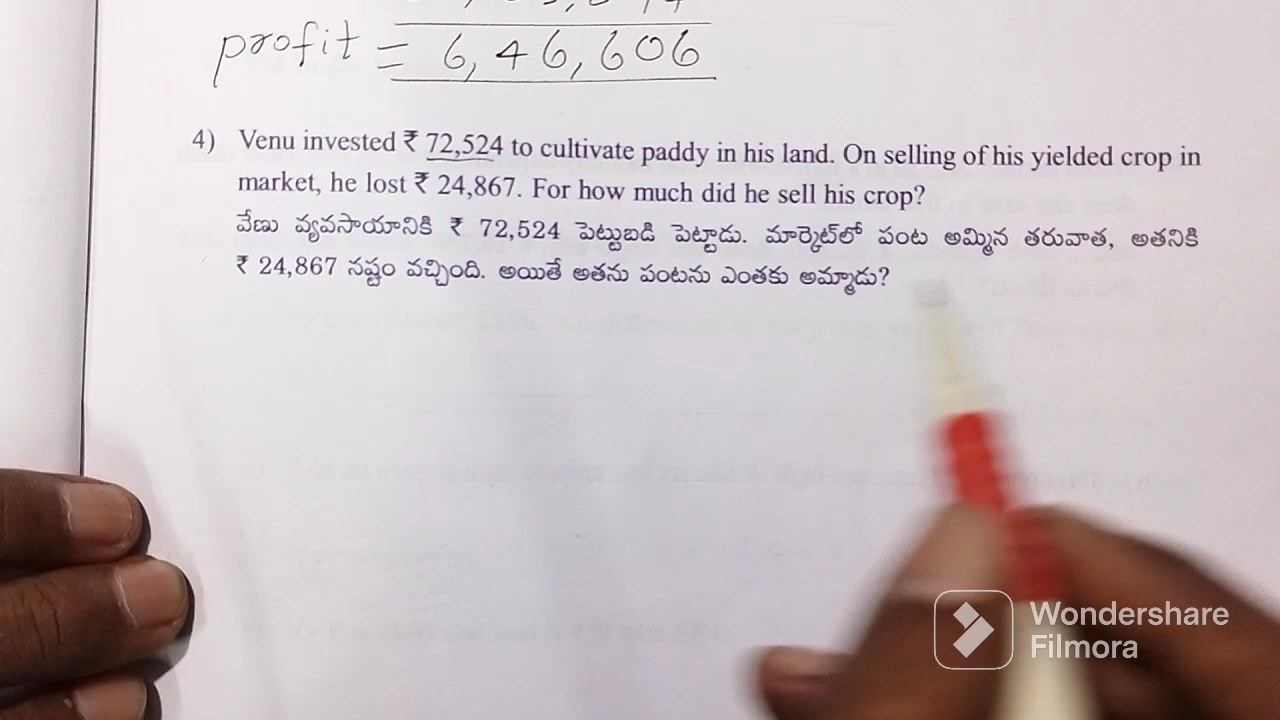 profit = 6,46,606
4) Venu invested ₹ 72,524 to cultivate paddy in his land. On selling of his yielded crop in
market, he lost ₹ 24,867. For how much did he sell his crop?
వేణు వ్యవసాయానికి ₹ 72,524 పెట్టుబడి పెట్టాడు. మార్కెట్‌లో పంట అమ్మిన తరువాత, అతనికి
₹ 24,867 నష్టం వచ్చింది. అయితే అతను పంటను ఎంతకు అమ్మాడు?
Wondershare
Filmora